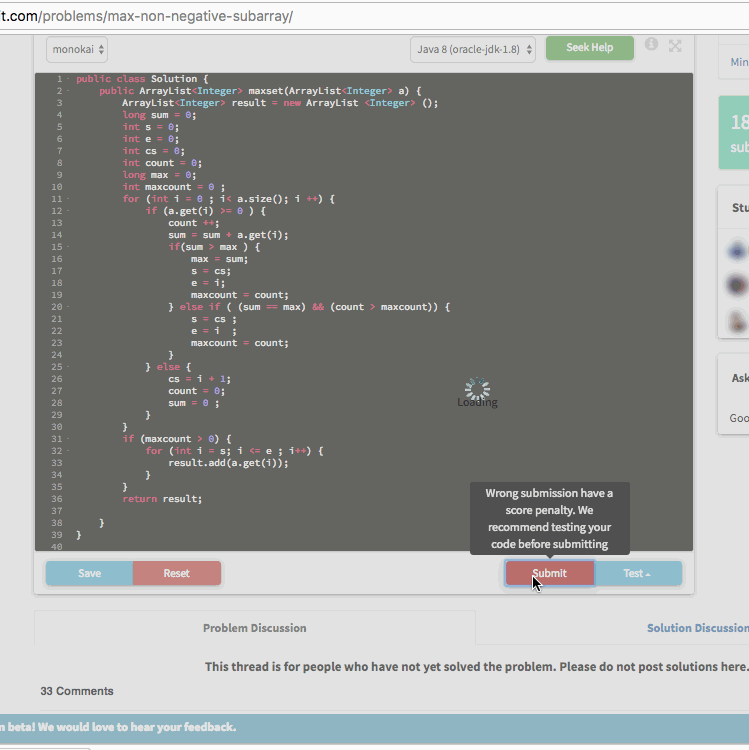 t.com/problems/max-non-negative-subarray/
monokai
Java 8 (oracle-jdk-1.8)
Seek Help
Min
1 public class Solution {
2 public ArrayList<Integer> maxset(ArrayList<Integer> a) {
3 ArrayList<Integer> result = new ArrayList <Integer> ();
4 long sum = 0;
5 int s = 0;
6 int e = 0;
7 int cs = 0;
8 int count = 0;
9 long max = 0;
10 int maxcount = 0 ;
11 for (int i = 0 ; i< a.size(); i ++) {
12 if (a.get(i) >= 0 ) {
13 count ++;
14 sum = sum + a.get(i);
15 if(sum > max ) {
16 max = sum;
17 s = cs;
18 e = i;
19 maxcount = count;
20 } else if ( (sum == max) && (count > maxcount)) {
21 s = cs ;
22 e = i ;
23 maxcount = count;
24 }
25 } else {
26 cs = i + 1;
27 count = 0;
28 sum = 0 ;
29 }
30 }
31 if (maxcount > 0) {
32 for (int i = s; i <= e ; i++) {
33 result.add(a.get(i));
34 }
35 }
36 return result;
37
38 }
39 }
40
18
sub
Stu
Ask
Goo
Loading
Wrong submission have a
score penalty. We
recommend testing your
code before submitting
Save
Reset
Submit
Test
Problem Discussion
Solution Discussion
This thread is for people who have not yet solved the problem. Please do not post solutions here.
33 Comments
n beta! We would love to hear your feedback.